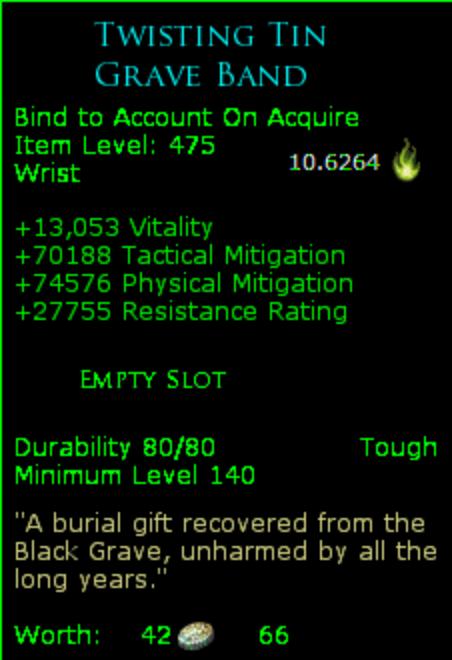 Twisting Tin
Grave Band
Bind to Account On Acquire
Item Level: 475
10.6264
Wrist
+13,053 Vitality
+70188 Tactical Mitigation
+74576 Physical Mitigation
+27755 Resistance Rating
Empty Slot
Durability 80/80 Tough
Minimum Level 140
"A burial gift recovered from the
Black Grave, unharmed by all the
long years."
Worth: 42 66